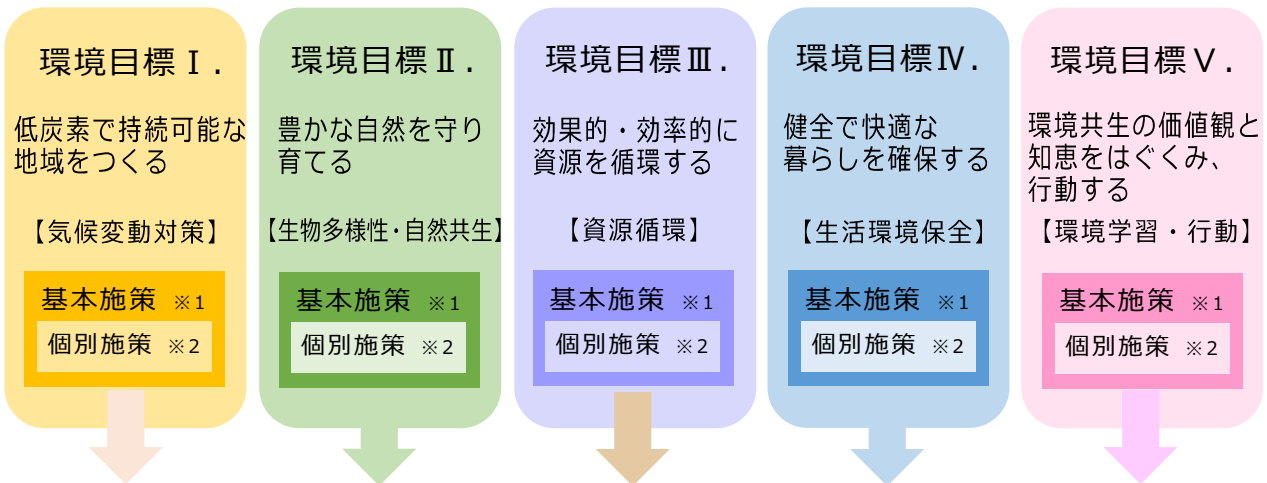 環境目標Ⅰ.
低炭素で持続可能な
地域をつくる
【気候変動対策】
基本施策 ※1
個別施策 ※2
環境目標Ⅱ.
豊かな自然を守り
育てる
【生物多様性・自然共生】
基本施策 ※1
個別施策 ※2
環境目標Ⅲ.
効果的・効率的に
資源を循環する
【資源循環】
基本施策 ※1
個別施策 ※2
環境目標Ⅳ.
健全で快適な
暮らしを確保する
【生活環境保全】
基本施策 ※1
個別施策 ※2
環境目標Ⅴ.
環境共生の価値観と
知恵をはぐくみ、
行動する
【環境学習・行動】
基本施策 ※1
個別施策 ※2